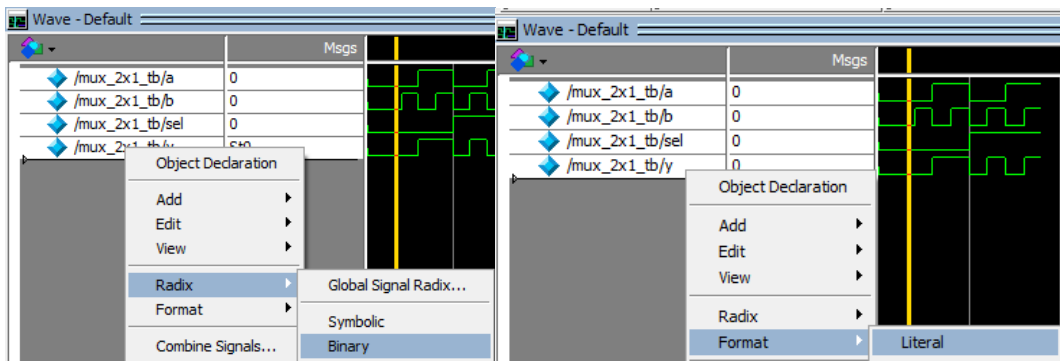 Wave - Default
Msgs
/mux_2x1_tb/a 0
/mux_2x1_tb/b 0
/mux_2x1_tb/sel 0
Object Declaration
Add
Edit
View
Radix
Format
Combine Signals...
Global Signal Radix...
Symbolic
Binary
Wave - Default
Msgs
/mux_2x1_tb/a 0
/mux_2x1_tb/b 0
/mux_2x1_tb/sel 0
/mux_2x1_tb/y 0
Object Declaration
Add
Edit
View
Radix
Format
Literal